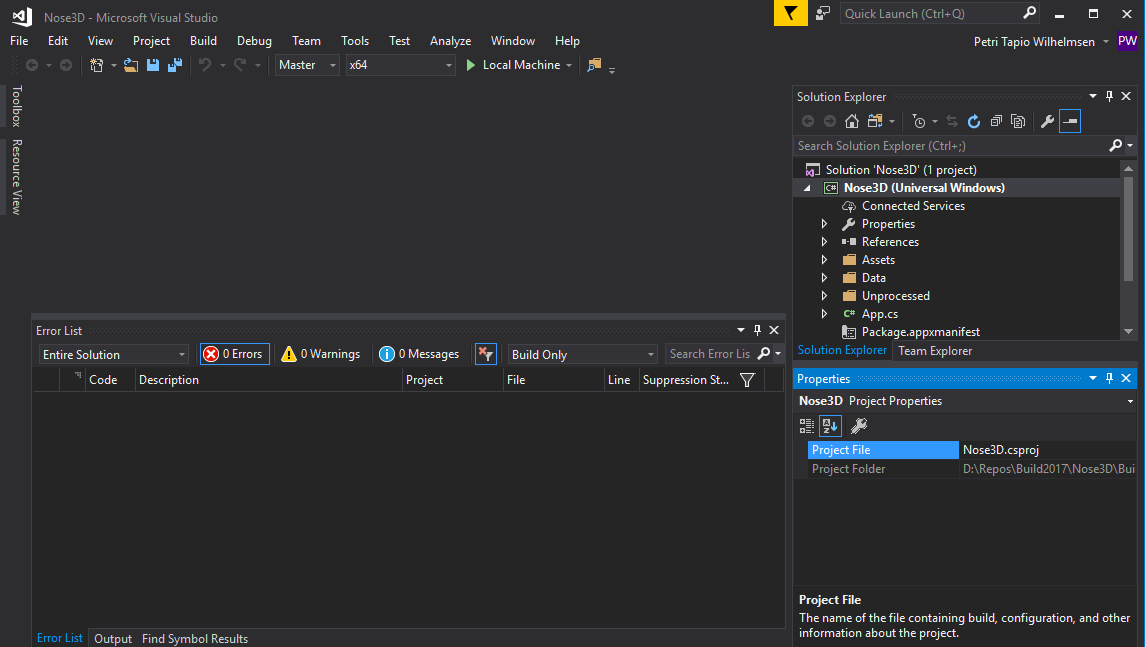 Nose3D - Microsoft Visual Studio
Quick Launch (Ctrl+Q)
File Edit View Project Build Debug Team Tools Test Analyze Window Help
Petri Tapio Wilhelmsen PW
Master x64 Local Machine
Toolbox
Resource View
Solution Explorer
Search Solution Explorer (Ctrl+;)
Solution 'Nose3D' (1 project)
C# Nose3D (Universal Windows)
Connected Services
Properties
References
Assets
Data
Unprocessed
C# App.cs
Package.appxmanifest
Solution Explorer Team Explorer
Error List
Entire Solution 0 Errors 0 Warnings 0 Messages Build Only Search Error Lis
Code Description Project File Line Suppression St...
Error List Output Find Symbol Results
Properties
Nose3D Project Properties
Project File Nose3D.csproj
Project Folder D:\Repos\Build2017\Nose3D\Bui
Project File
The name of the file containing build, configuration, and other
information about the project.